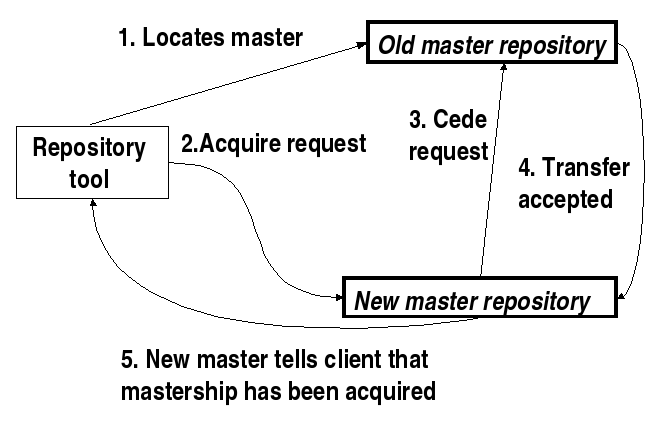 1. Locates master
Old master repository
Repository
tool
2.Acquire request
3. Cede
request
4. Transfer
accepted
New master repository
5. New master tells client that
mastership has been acquired